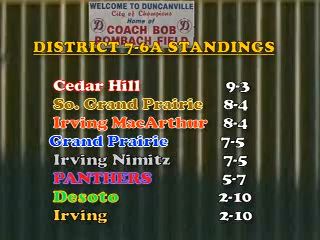 WELCOME TO DUNCANVILLE
City of Champions
Home of
COACH BOB
ROMBACH FIELD
DISTRICT 7-6A STANDINGS
Cedar Hill 9-3
So. Grand Prairie 8-4
Irving MacArthur 8-4
Grand Prairie 7-5
Irving Nimitz 7-5
PANTHERS 5-7
Desoto 2-10
Irving 2-10